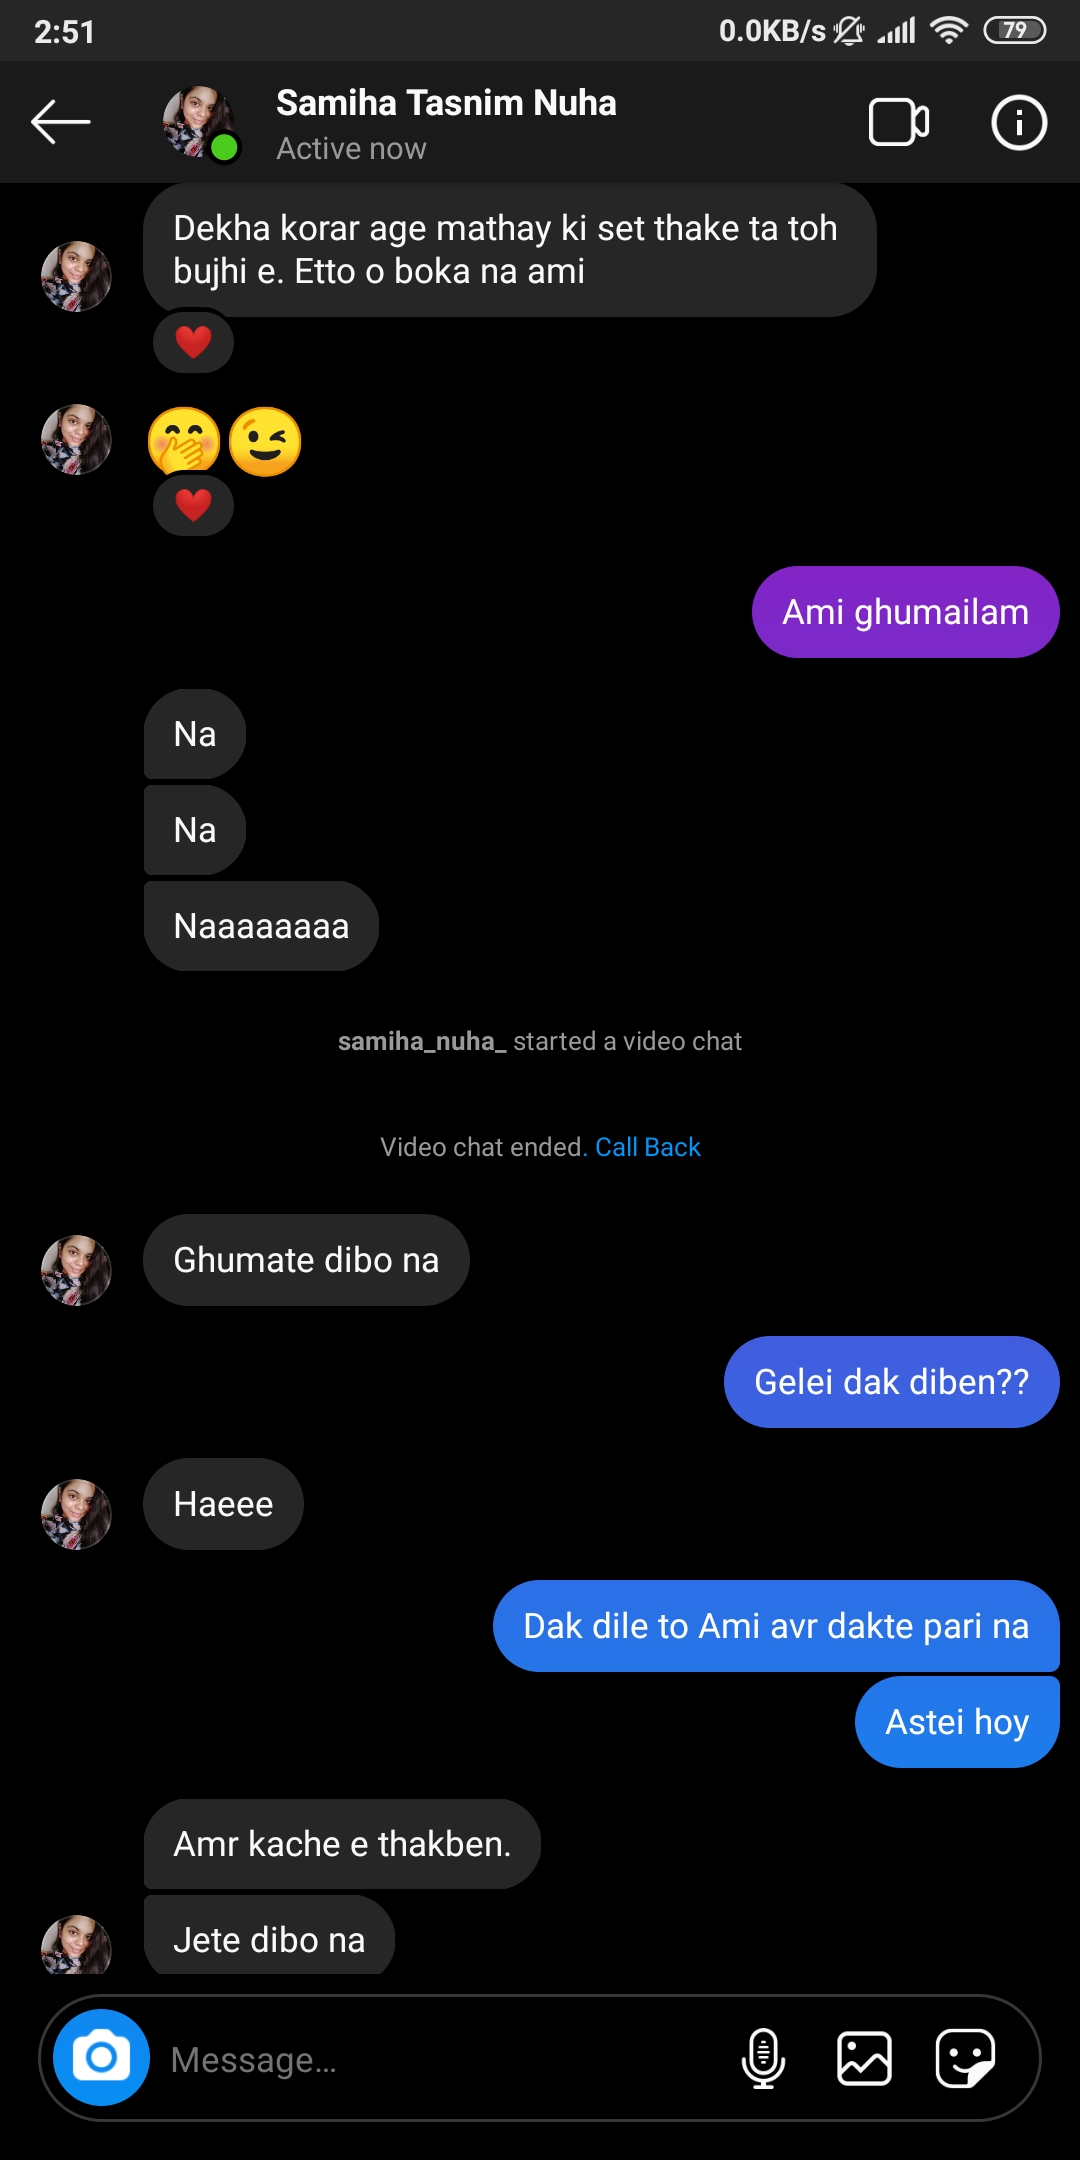 2:51
0.0KB/s
79
Samiha Tasnim Nuha
Active now
Dekha korar age mathay ki set thake ta toh
bujhi e. Etto o boka na ami
Ami ghumailam
Na
Na
Naaaaaaaa
samiha_nuha_ started a video chat
Video chat ended. Call Back
Ghumate dibo na
Gelei dak diben??
Haeee
Dak dile to Ami avr dakte pari na
Astei hoy
Amr kache e thakben.
Jete dibo na
Message...